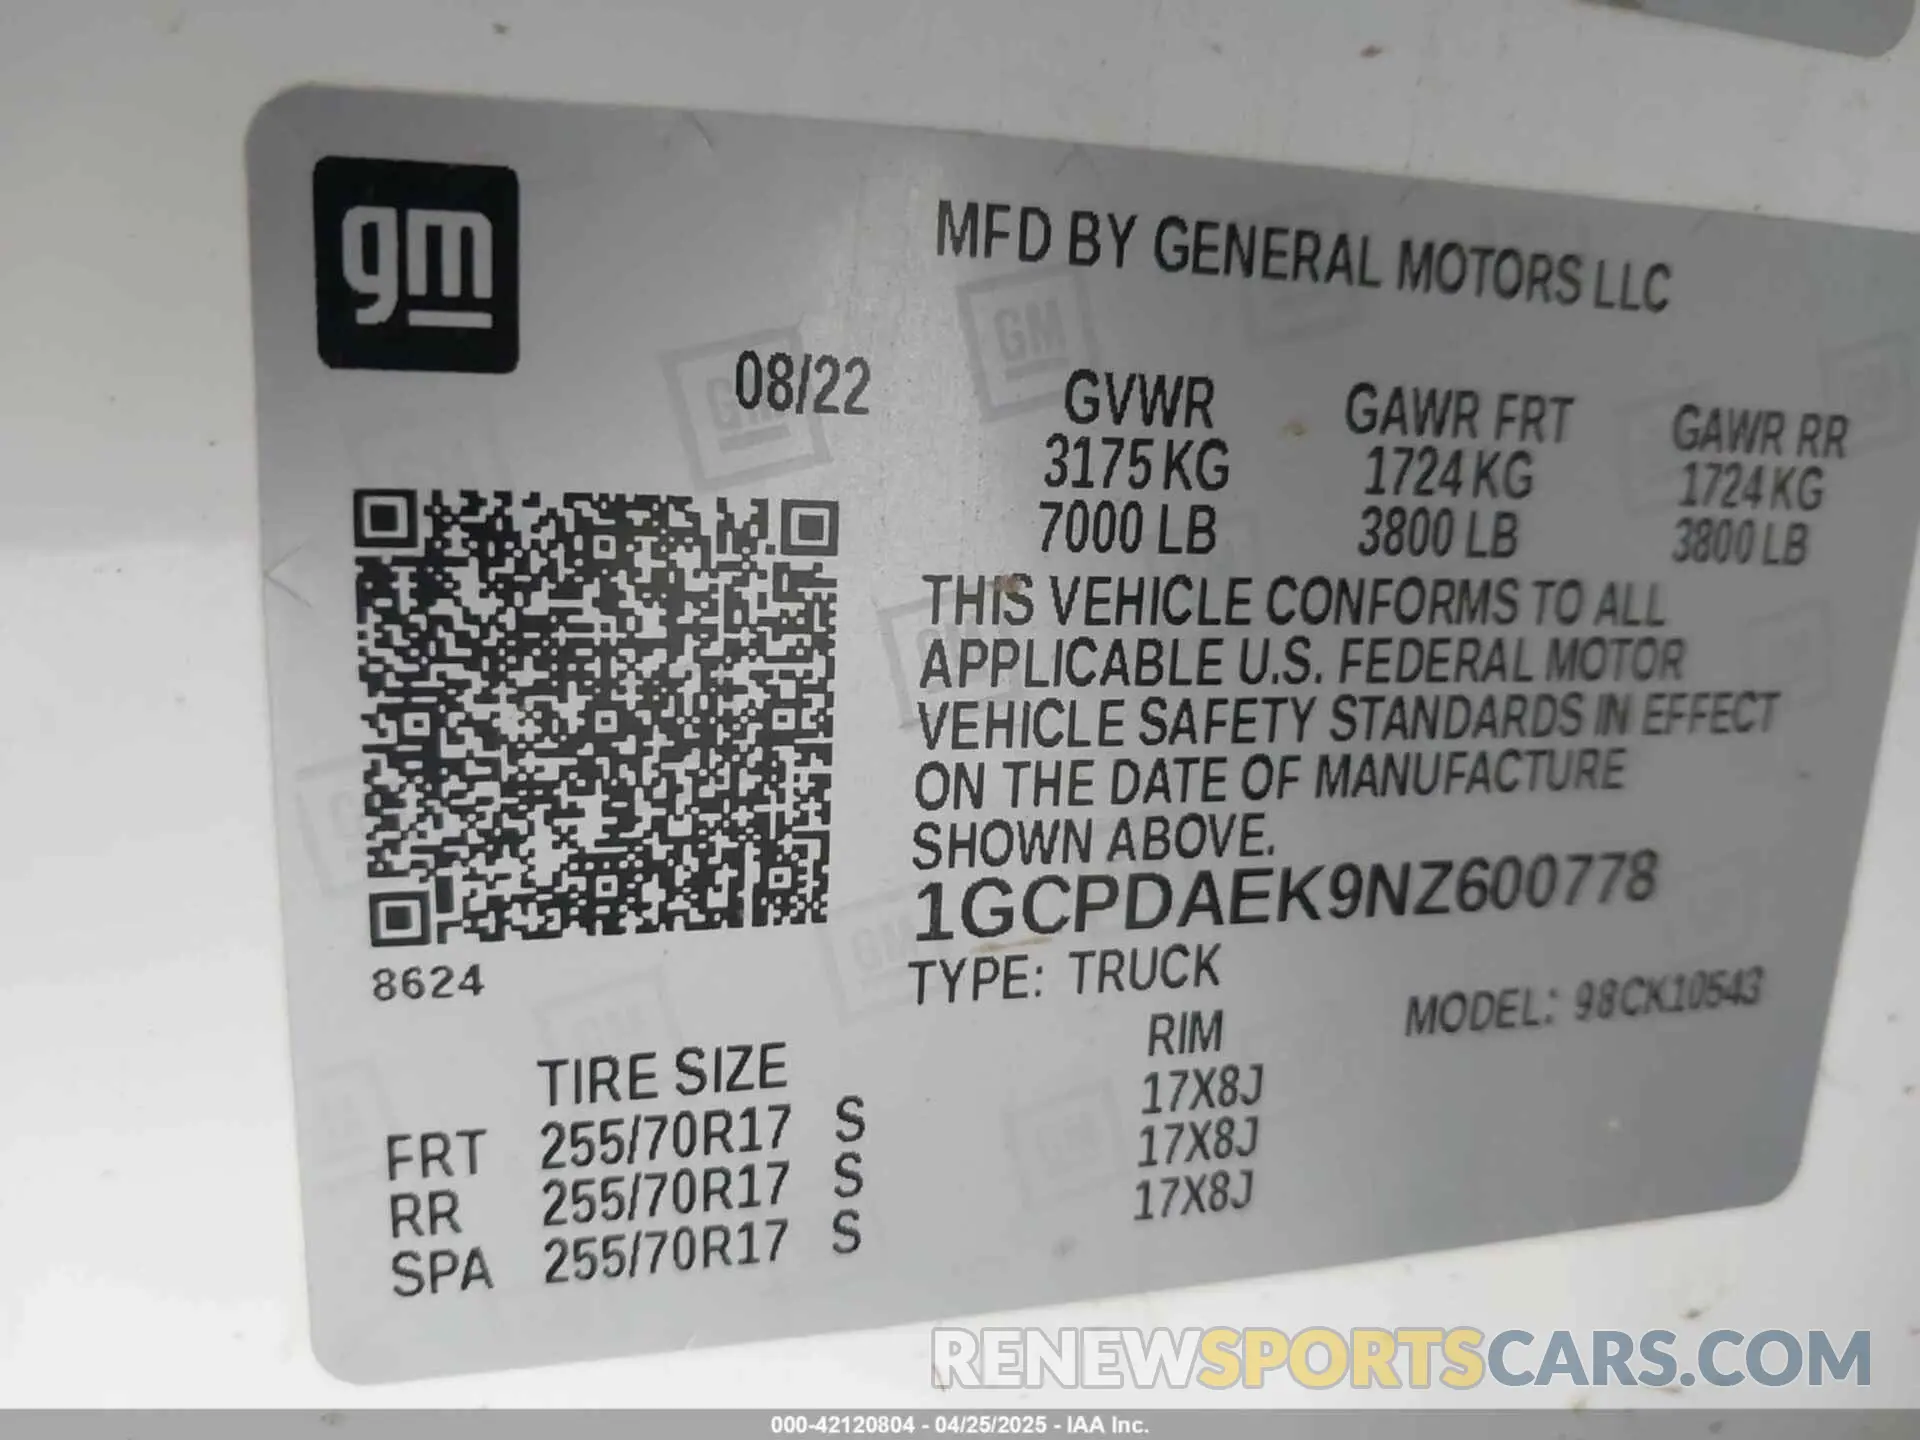 gm
MFD BY GENERAL MOTORS LLC
08/22
GVWR GAWR FRT GAWR RR
3175 KG 1724 KG 1724 KG
7000 LB 3800 LB 3800 LB
THIS VEHICLE CONFORMS TO ALL
APPLICABLE U.S. FEDERAL MOTOR
VEHICLE SAFETY STANDARDS IN EFFECT
ON THE DATE OF MANUFACTURE
SHOWN ABOVE.
1GCPDAEK9NZ600778
8624
TYPE: TRUCK MODEL: 98CK10543
TIRE SIZE RIM
FRT 255/70R17 S 17X8J
RR 255/70R17 S 17X8J
SPA 255/70R17 S 17X8J
RENEWSPORTSCARS.COM
000-42120804 - 04/25/2025 - IAA Inc.